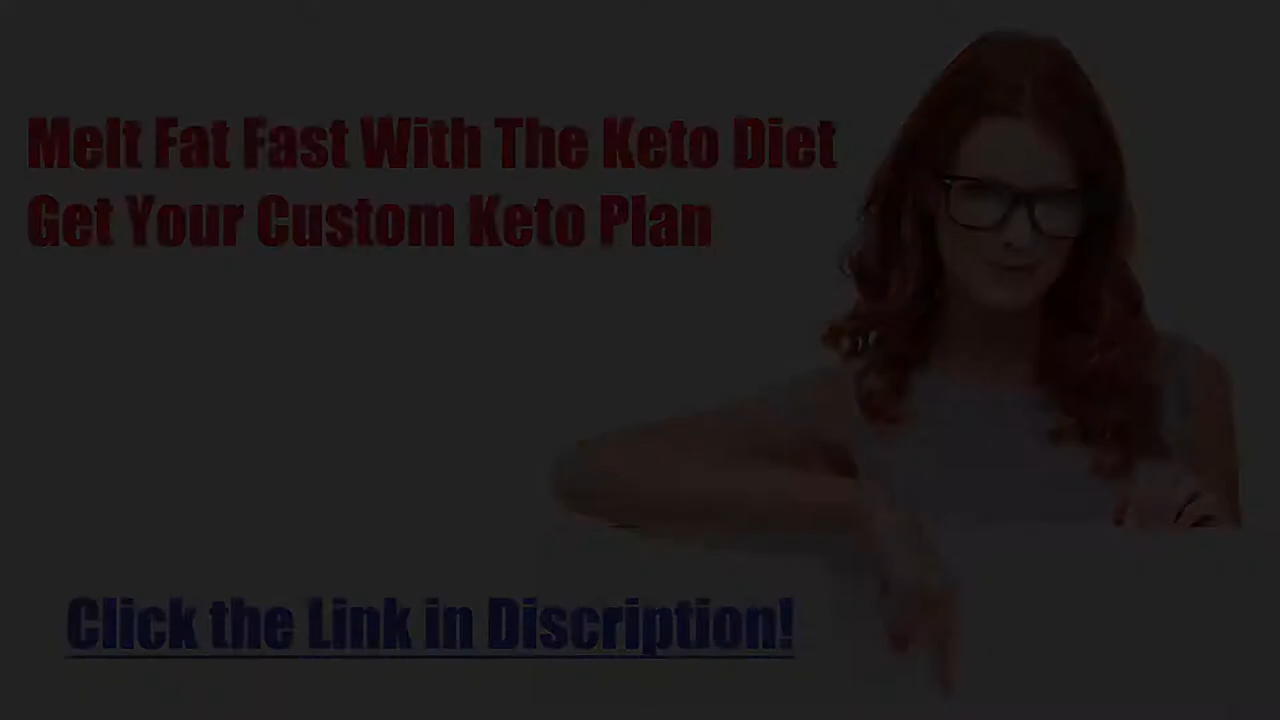 Melt Fat Fast With The Keto Diet
Get Your Custom Keto Plan
Click the Link in Discription!